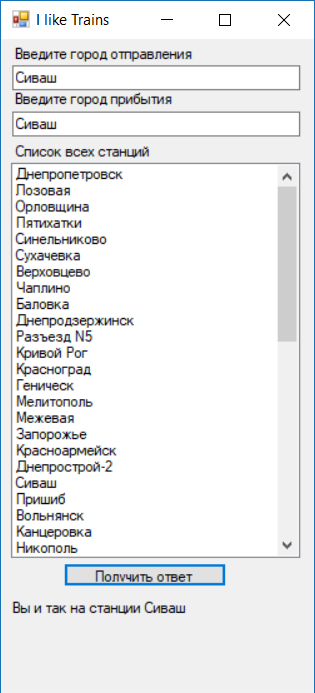 I like Trains
Введите город отправления
Сиваш
Введите город прибытия
Сиваш
Список всех станций
Днепропетровск
Лозовая
Орловщина
Пятихатки
Синельниково
Сухачевка
Верховцево
Чаплино
Баловка
Днепродзержинск
Разъезд N5
Кривой Рог
Красноград
Геническ
Мелитополь
Межевая
Запорожье
Красноармейск
Днепрострой-2
Сиваш
Пришиб
Вольнянск
Канцеровка
Никополь
Получить ответ
Вы и так на станции Сиваш